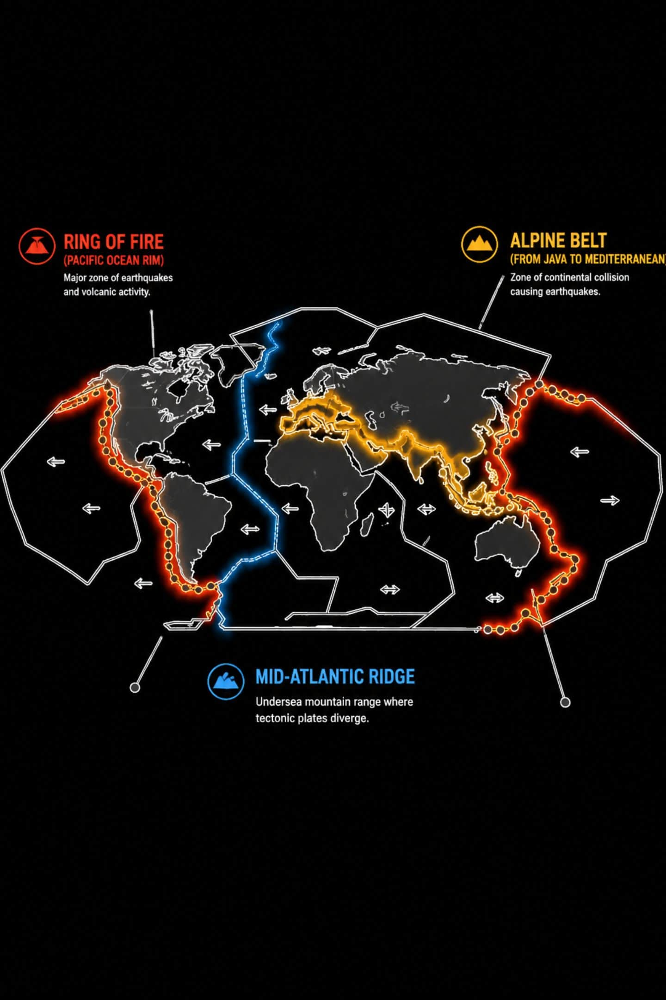 RING OF FIRE
(PACIFIC OCEAN RIM)
Major zone of earthquakes
and volcanic activity.
ALPINE BELT
(FROM JAVA TO MEDITERRANEAN)
Zone of continental collision
causing earthquakes.
MID-ATLANTIC RIDGE
Undersea mountain range where
tectonic plates diverge.